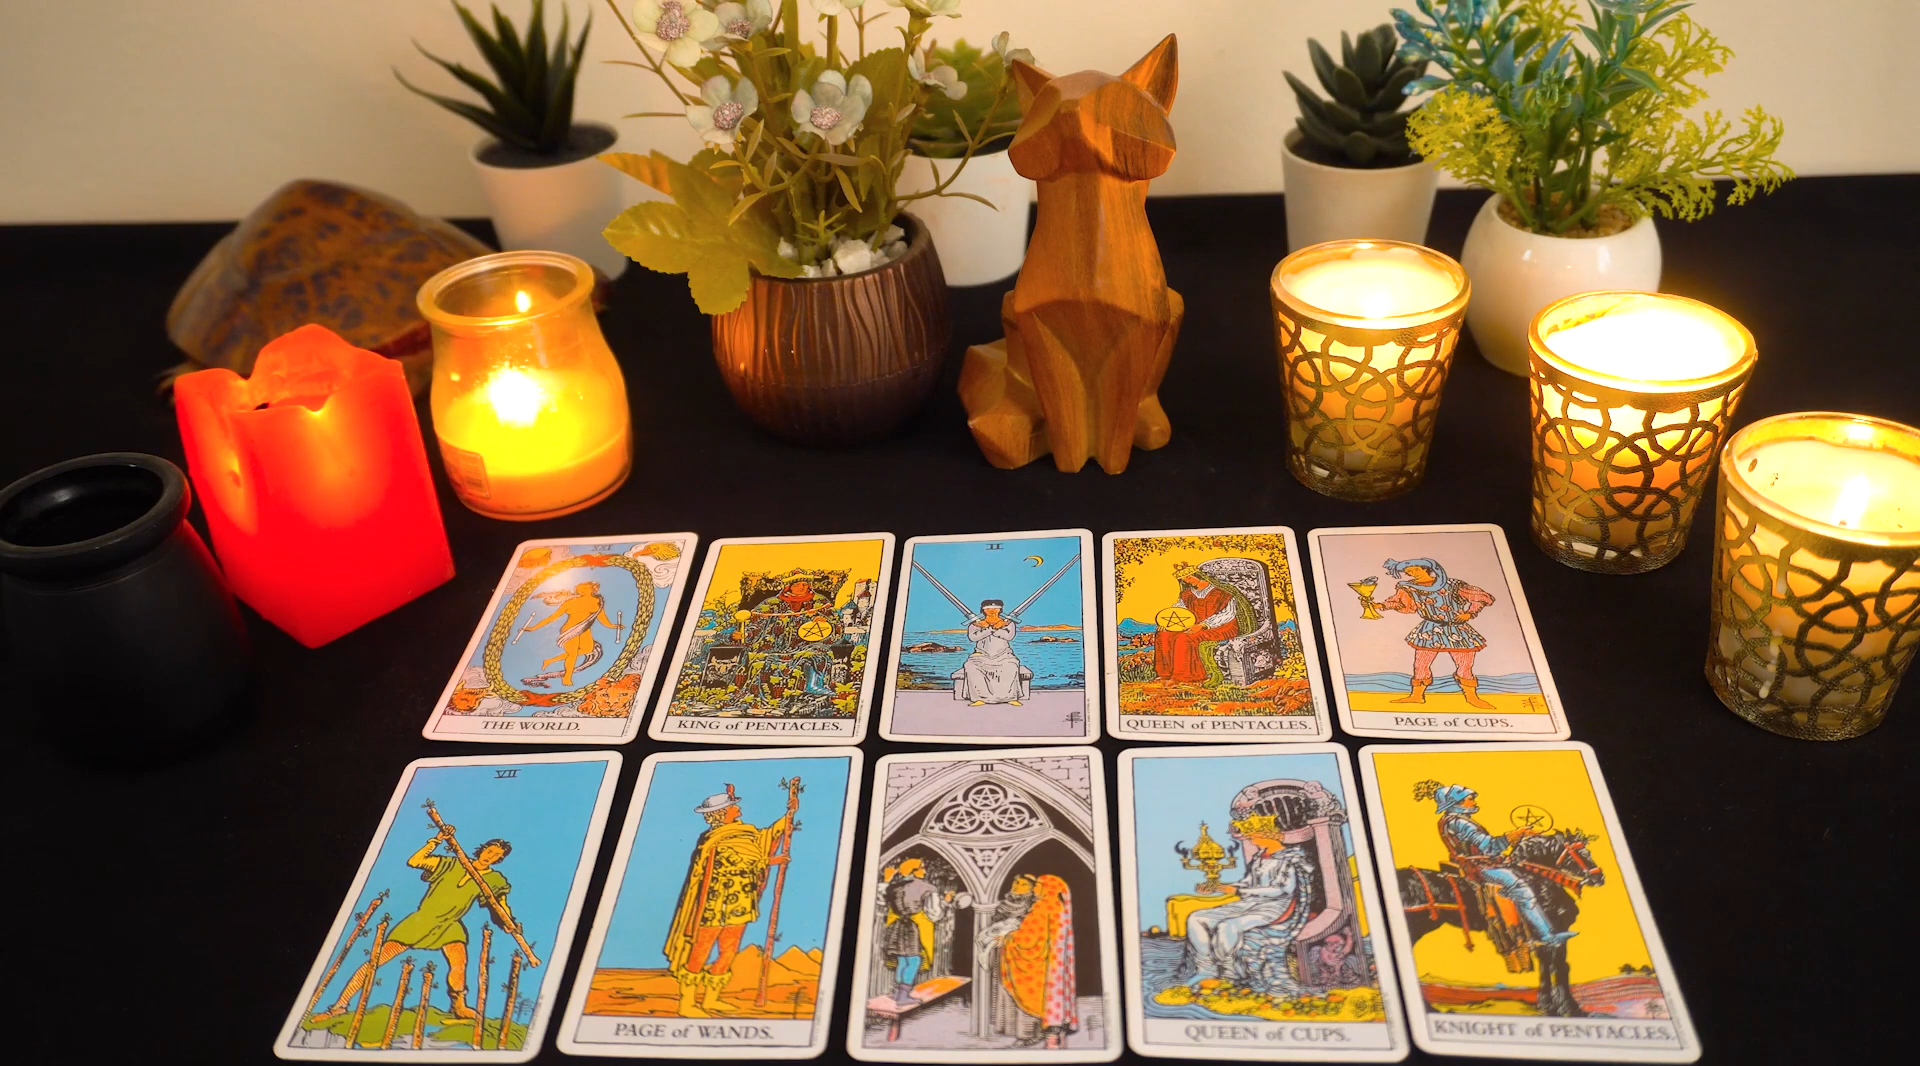 XXI
THE WORLD.
KING of PENTACLES.
II
QUEEN of PENTACLES.
PAGE of CUPS.
VII
PAGE of WANDS.
III
QUEEN of CUPS.
KNIGHT of PENTACLES.